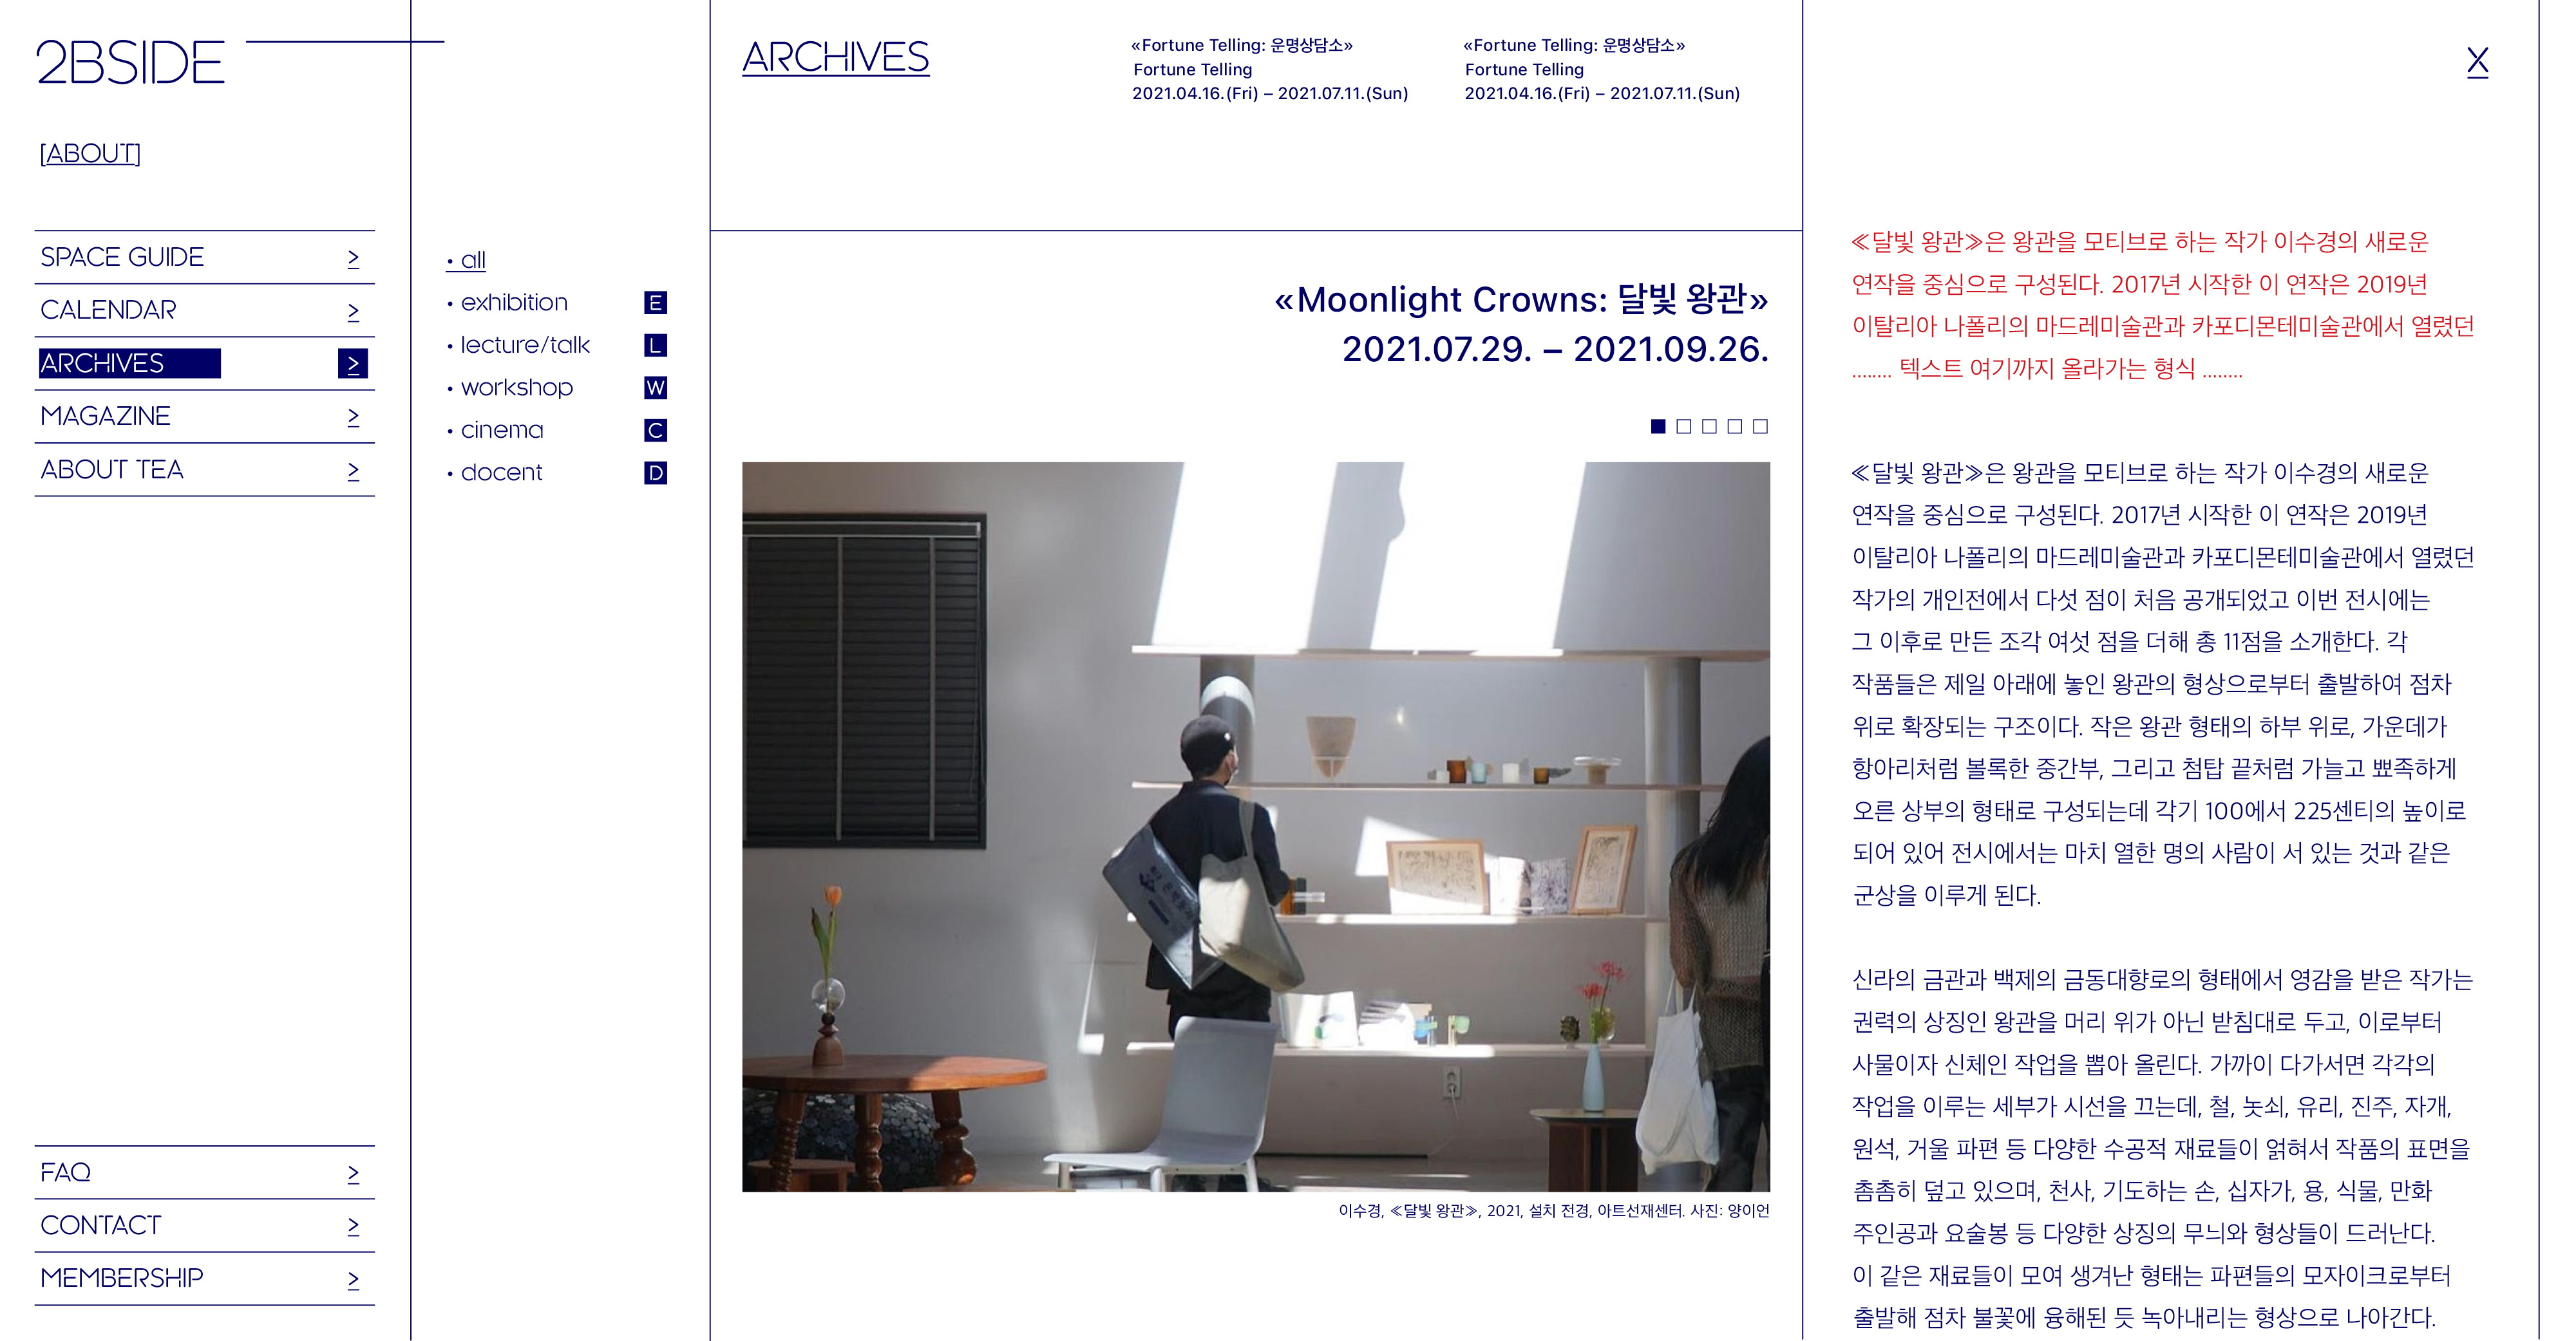 2BSIDE
[ABOUT]
SPACE GUIDE >
CALENDAR >
ARCHIVES >
MAGAZINE >
ABOUT TEA >
FAQ >
CONTACT >
MEMBERSHIP >
• all
• exhibition E
• lecture/talk L
• workshop W
• cinema C
• docent D
ARCHIVES
«Fortune Telling: 운명상담소»
Fortune Telling
2021.04.16.(Fri) – 2021.07.11.(Sun)
«Fortune Telling: 운명상담소»
Fortune Telling
2021.04.16.(Fri) – 2021.07.11.(Sun)
«Moonlight Crowns: 달빛 왕관»
2021.07.29. – 2021.09.26.
이수경, ≪달빛 왕관≫, 2021, 설치 전경, 아트선재센터. 사진: 양이언
X
≪달빛 왕관≫은 왕관을 모티브로 하는 작가 이수경의 새로운
연작을 중심으로 구성된다. 2017년 시작한 이 연작은 2019년
이탈리아 나폴리의 마드레미술관과 카포디몬테미술관에서 열렸던
........ 텍스트 여기까지 올라가는 형식 ........
≪달빛 왕관≫은 왕관을 모티브로 하는 작가 이수경의 새로운
연작을 중심으로 구성된다. 2017년 시작한 이 연작은 2019년
이탈리아 나폴리의 마드레미술관과 카포디몬테미술관에서 열렸던
작가의 개인전에서 다섯 점이 처음 공개되었고 이번 전시에는
그 이후로 만든 조각 여섯 점을 더해 총 11점을 소개한다. 각
작품들은 제일 아래에 놓인 왕관의 형상으로부터 출발하여 점차
위로 확장되는 구조이다. 작은 왕관 형태의 하부 위로, 가운데가
항아리처럼 볼록한 중간부, 그리고 첨탑 끝처럼 가늘고 뾰족하게
오른 상부의 형태로 구성되는데 각기 100에서 225센티의 높이로
되어 있어 전시에서는 마치 열한 명의 사람이 서 있는 것과 같은
군상을 이루게 된다.
신라의 금관과 백제의 금동대향로의 형태에서 영감을 받은 작가는
권력의 상징인 왕관을 머리 위가 아닌 받침대로 두고, 이로부터
사물이자 신체인 작업을 뽑아 올린다. 가까이 다가서면 각각의
작업을 이루는 세부가 시선을 끄는데, 철, 놋쇠, 유리, 진주, 자개,
원석, 거울 파편 등 다양한 수공적 재료들이 얽혀서 작품의 표면을
촘촘히 덮고 있으며, 천사, 기도하는 손, 십자가, 용, 식물, 만화
주인공과 요술봉 등 다양한 상징의 무늬와 형상들이 드러난다.
이 같은 재료들이 모여 생겨난 형태는 파편들의 모자이크로부터
출발해 점차 불꽃에 융해된 듯 녹아내리는 형상으로 나아간다.